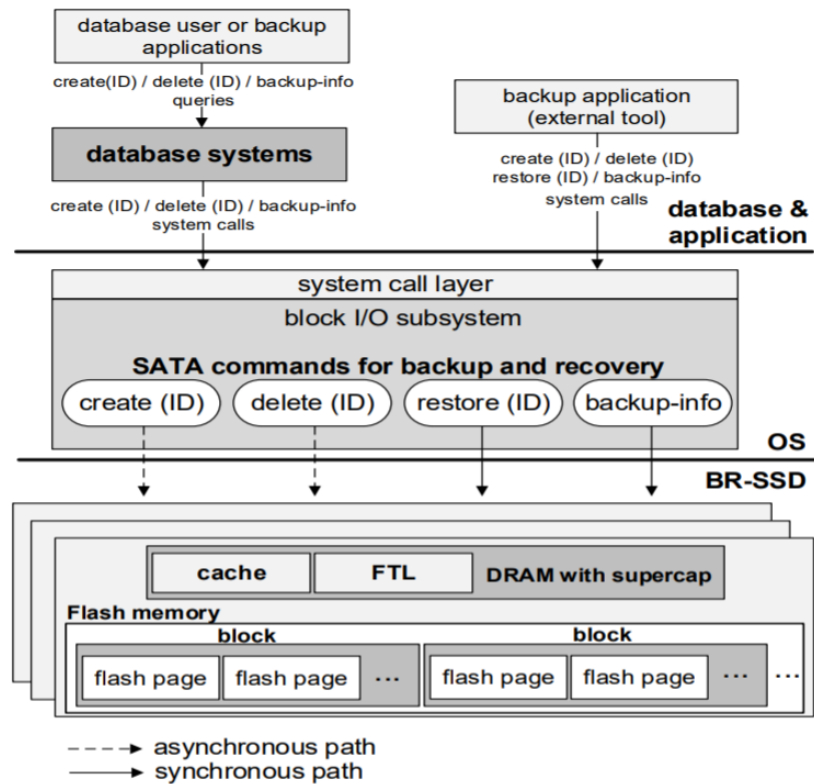 database user or backup
applications
create(ID) / delete (ID) / backup-info
queries
database systems
create (ID) / delete (ID) / backup-info
system calls
backup application
(external tool)
create (ID) / delete (ID)
restore (ID) / backup-info
system calls
database &
application
system call layer
block I/O subsystem
SATA commands for backup and recovery
create (ID) delete (ID) restore (ID) backup-info
OS
BR-SSD
cache FTL DRAM with supercap
Flash memory
block block
flash page flash page ... flash page flash page ... ...
asynchronous path
synchronous path